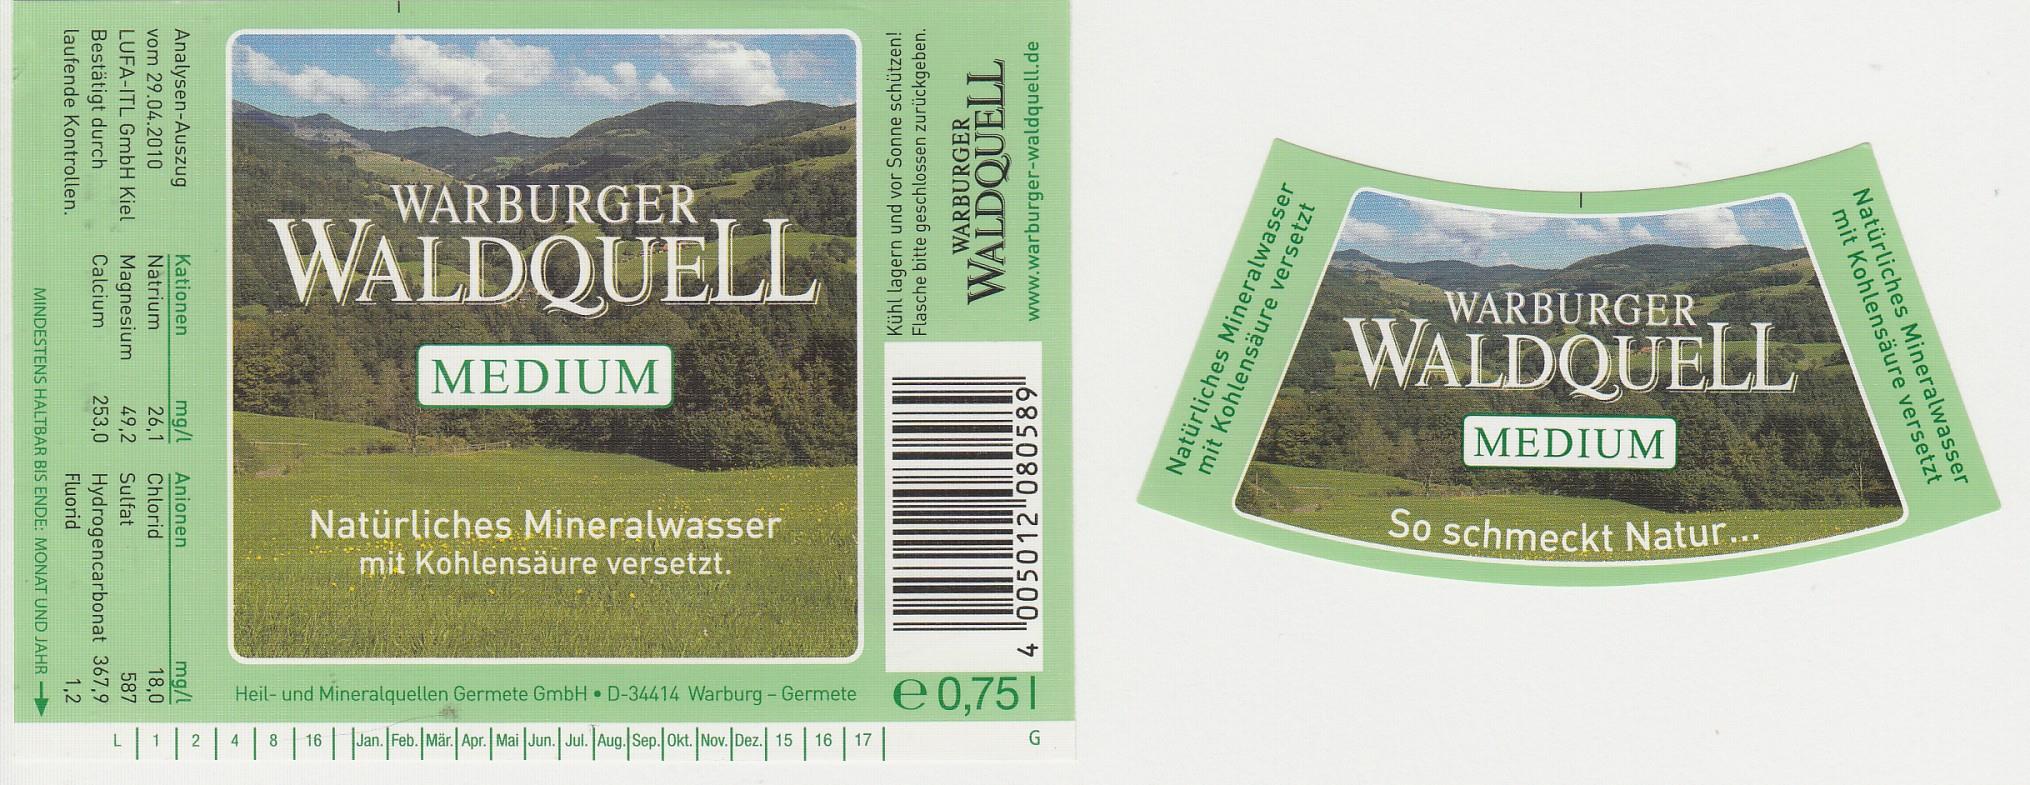 Analysen-Auszug
vom 29.04.2010
LUFA-ITL GmbH Kiel
Bestätigt durch
laufende Kontrollen.
Kationen mg/l
Natrium 26,1
Magnesium 49,2
Calcium 253,0
Anionen mg/l
Chlorid 18,0
Sulfat 587
Hydrogencarbonat 367,9
Fluorid 1,2
MINDESTENS HALTBAR BIS ENDE: MONAT UND JAHR
WARBURGER
WALDQUELL
MEDIUM
Natürliches Mineralwasser
mit Kohlensäure versetzt.
Heil- und Mineralquellen Germete GmbH • D-34414 Warburg – Germete
Kühl lagern und vor Sonne schützen!
Flasche bitte geschlossen zurückgeben.
WARBURGER
WALDQUELL
www.warburger-waldquell.de
4 005012 080589
e 0,75 l
L 1 2 4 8 16 Jan. Feb. Mär. Apr. Mai Jun. Jul. Aug. Sep. Okt. Nov. Dez. 15 16 17 G
Natürliches Mineralwasser
mit Kohlensäure versetzt
WARBURGER
WALDQUELL
MEDIUM
So schmeckt Natur...
Natürliches Mineralwasser
mit Kohlensäure versetzt